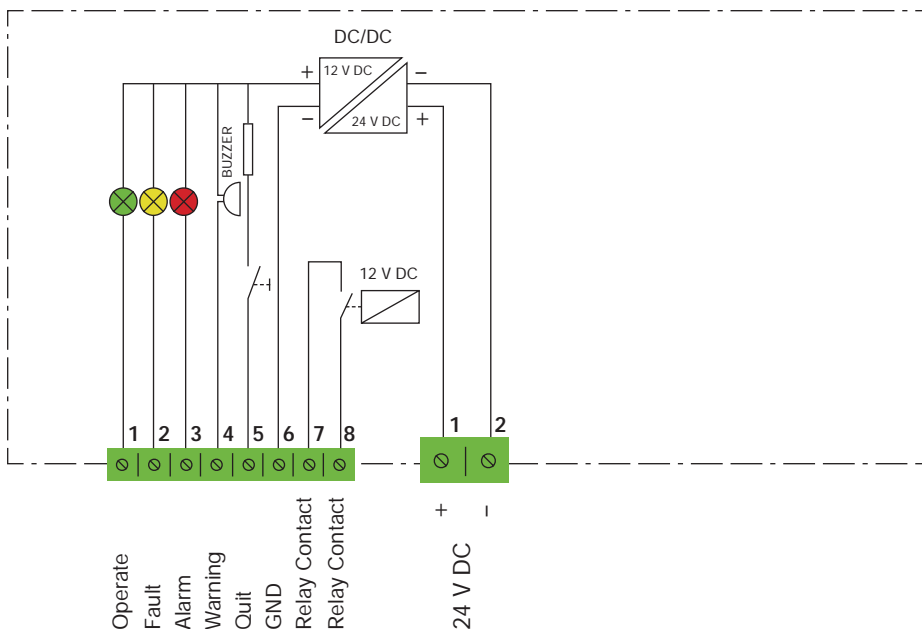 DC/DC
+
12 V DC
−
−
24 V DC
+
BUZZER
12 V DC
1 2 3 4 5 6 7 8
1 2
Operate
Fault
Alarm
Warning
Quit
GND
Relay Contact
Relay Contact
+
−
24 V DC